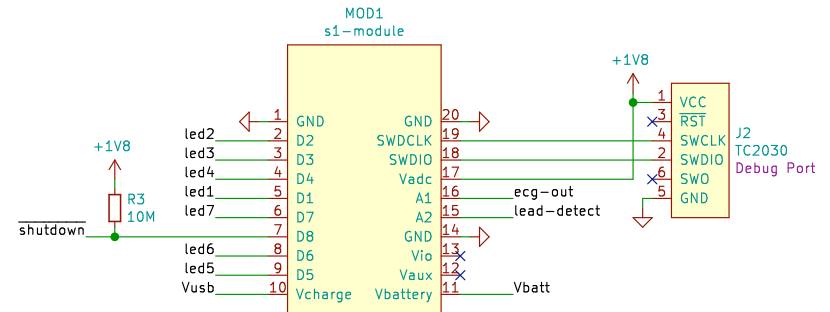 MOD1
s1-module
+1V8
1 GND GND 20
led2 2 D2 SWDCLK 19
led3 3 D3 SWDIO 18
led4 4 D4 Vadc 17
led1 5 D1 A1 16 ecg-out
led7 6 D7 A2 15 lead-detect
shutdown 7 D8 GND 14
led6 8 D6 Vio 13
led5 9 D5 Vaux 12
Vusb 10 Vcharge Vbattery 11 Vbatt
+1V8
R3
10M
1 VCC
3 RST
4 SWCLK
2 SWDIO
6 SWO
5 GND
J2
TC2030
Debug Port